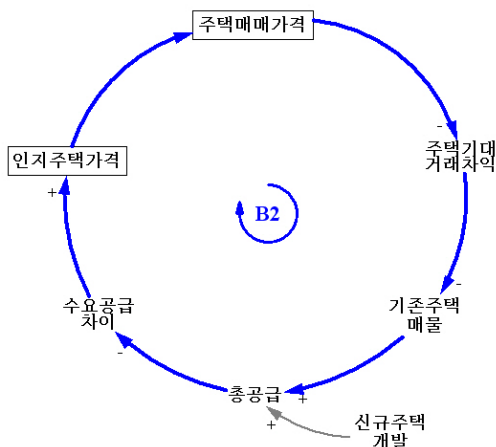 주택매매가격
-
주택기대
거래차익
인지주택가격
+
B2
-
수요공급
차이
기존주택
매물
-
총공급
+
+
신규주택
개발